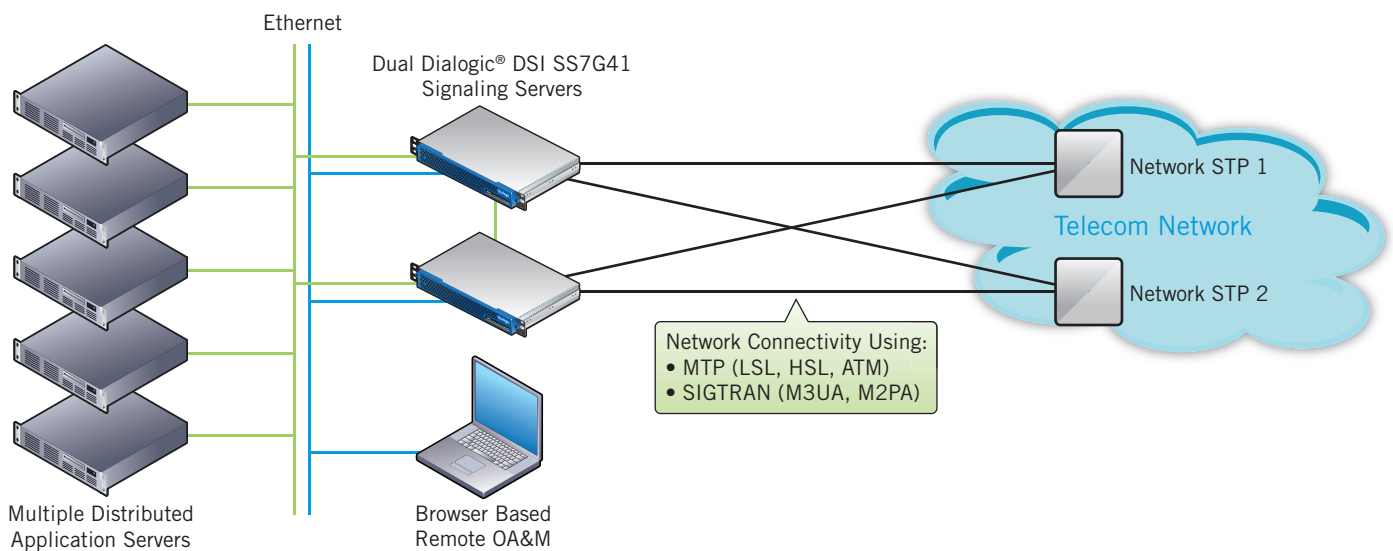 Ethernet
Dual Dialogic® DSI SS7G41
Signaling Servers
Network STP 1
Telecom Network
Network STP 2
Network Connectivity Using:
• MTP (LSL, HSL, ATM)
• SIGTRAN (M3UA, M2PA)
Multiple Distributed
Application Servers
Browser Based
Remote OA&M